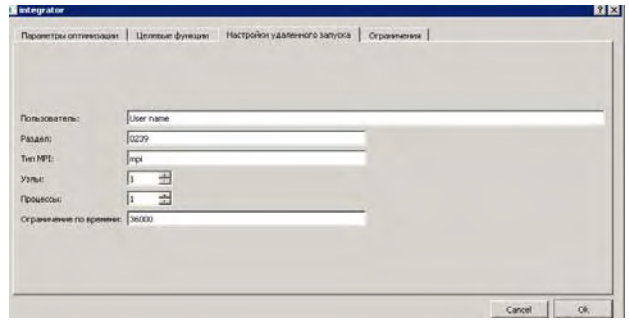 integrator
Параметры оптимизации Целевые функции Настройки удаленного запуска Ограничения
Пользователь: User name
Раздел: 0239
Тип MPI: mpi
Узлы: 1
Процессы: 1
Ограничение по времени: 36000
Cancel Ok